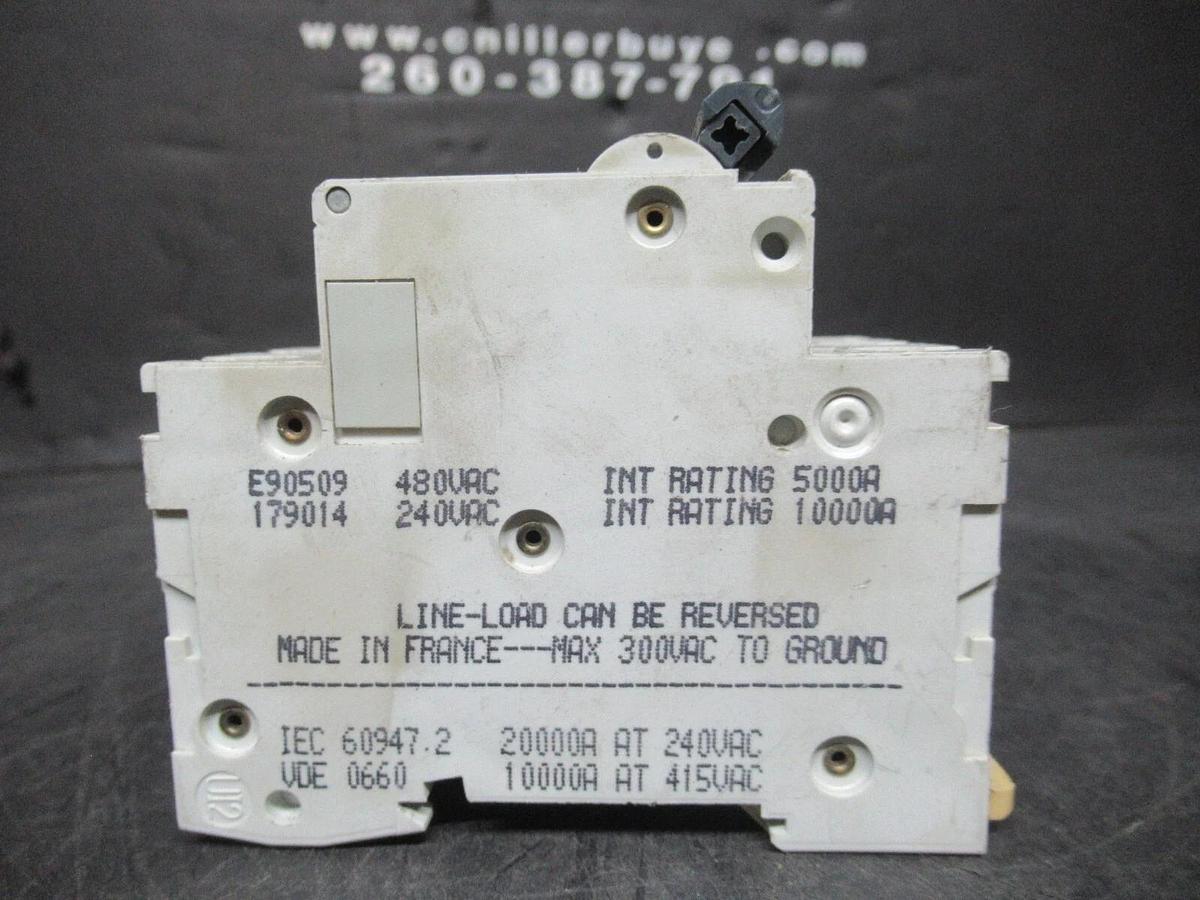 www.chillerbuye .com
260-387-791
E90509 480VAC INT RATING 5000A
179014 240VAC INT RATING 10000A
LINE-LOAD CAN BE REVERSED
MADE IN FRANCE---MAX 300VAC TO GROUND
IEC 60947.2 20000A AT 240VAC
VDE 0660 10000A AT 415VAC